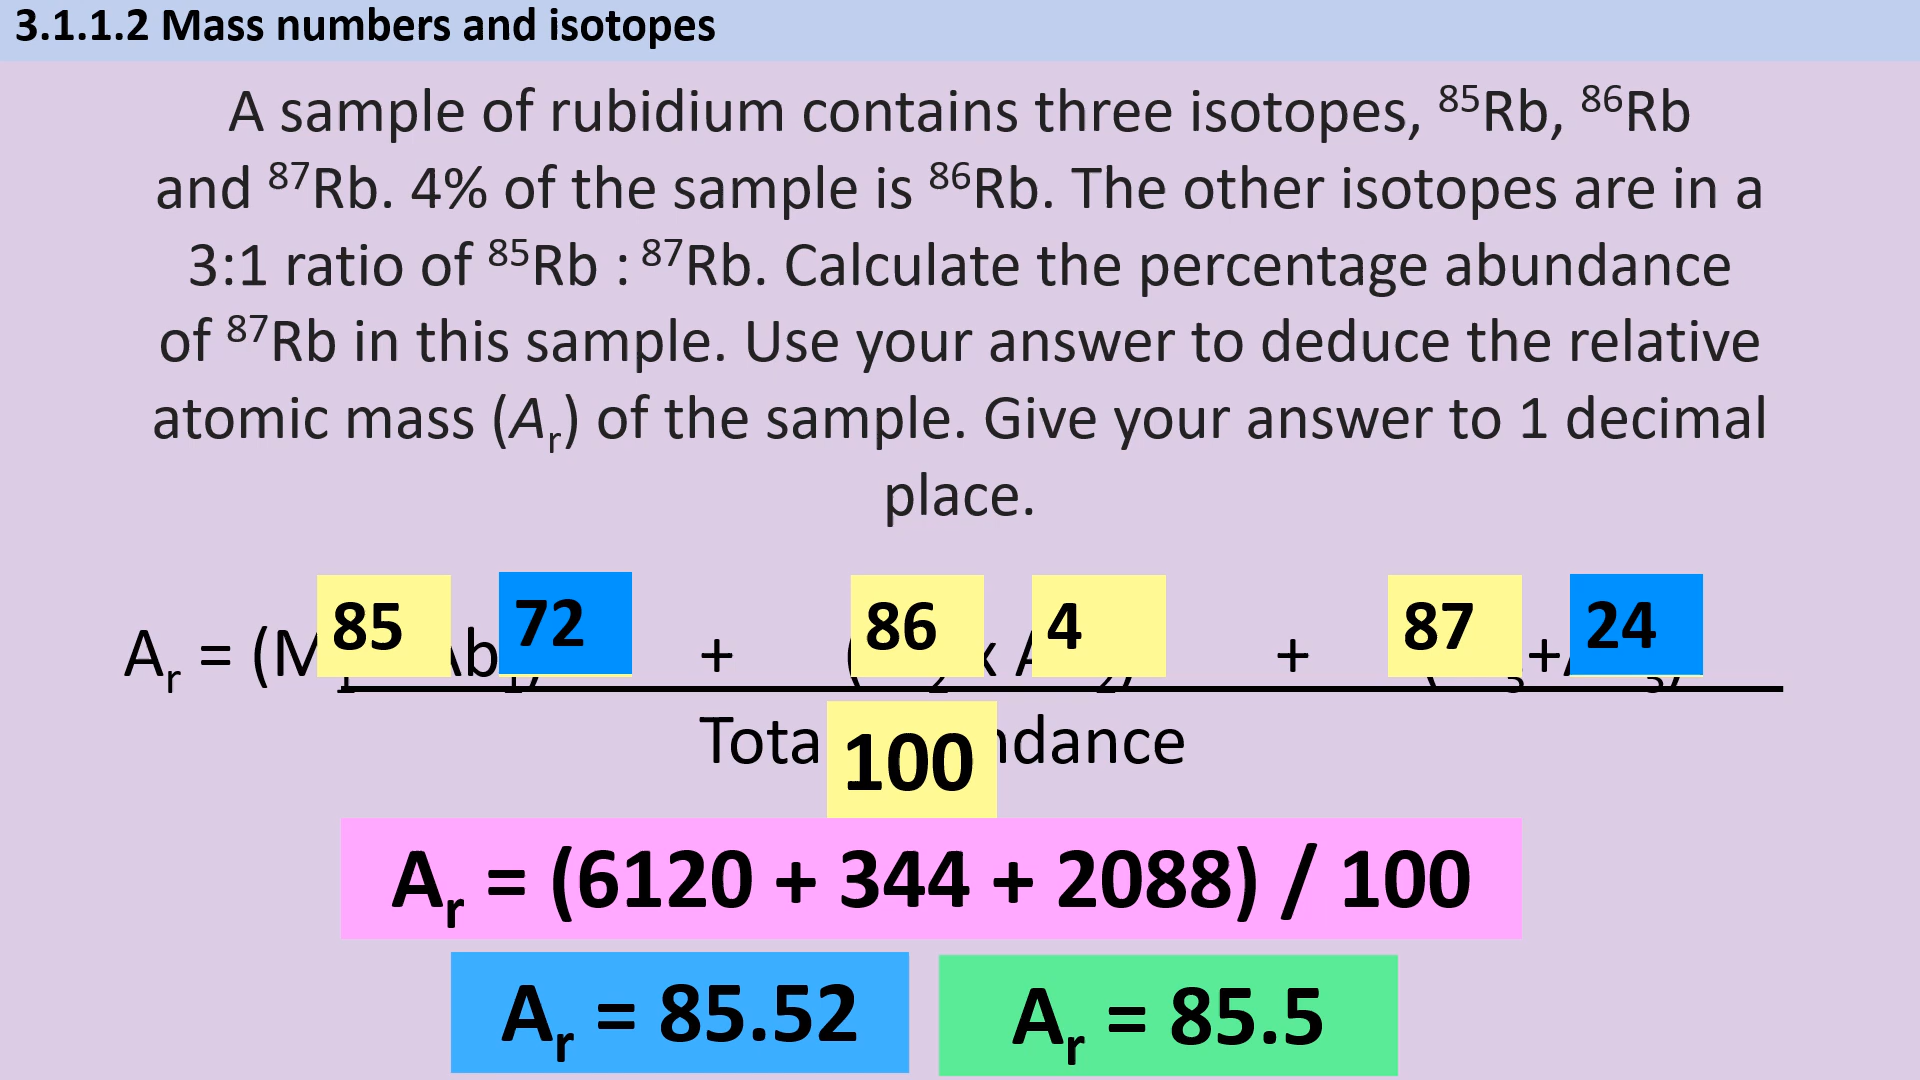 3.1.1.2 Mass numbers and isotopes
A sample of rubidium contains three isotopes, ⁸⁵Rb, ⁸⁶Rb
and ⁸⁷Rb. 4% of the sample is ⁸⁶Rb. The other isotopes are in a
3:1 ratio of ⁸⁵Rb : ⁸⁷Rb. Calculate the percentage abundance
of ⁸⁷Rb in this sample. Use your answer to deduce the relative
atomic mass (Aᵣ) of the sample. Give your answer to 1 decimal
place.
Aᵣ = ( 85 72 + ( 86 x 4 + 87 + 24
100
Aᵣ = (6120 + 344 + 2088) / 100
Aᵣ = 85.52 Aᵣ = 85.5